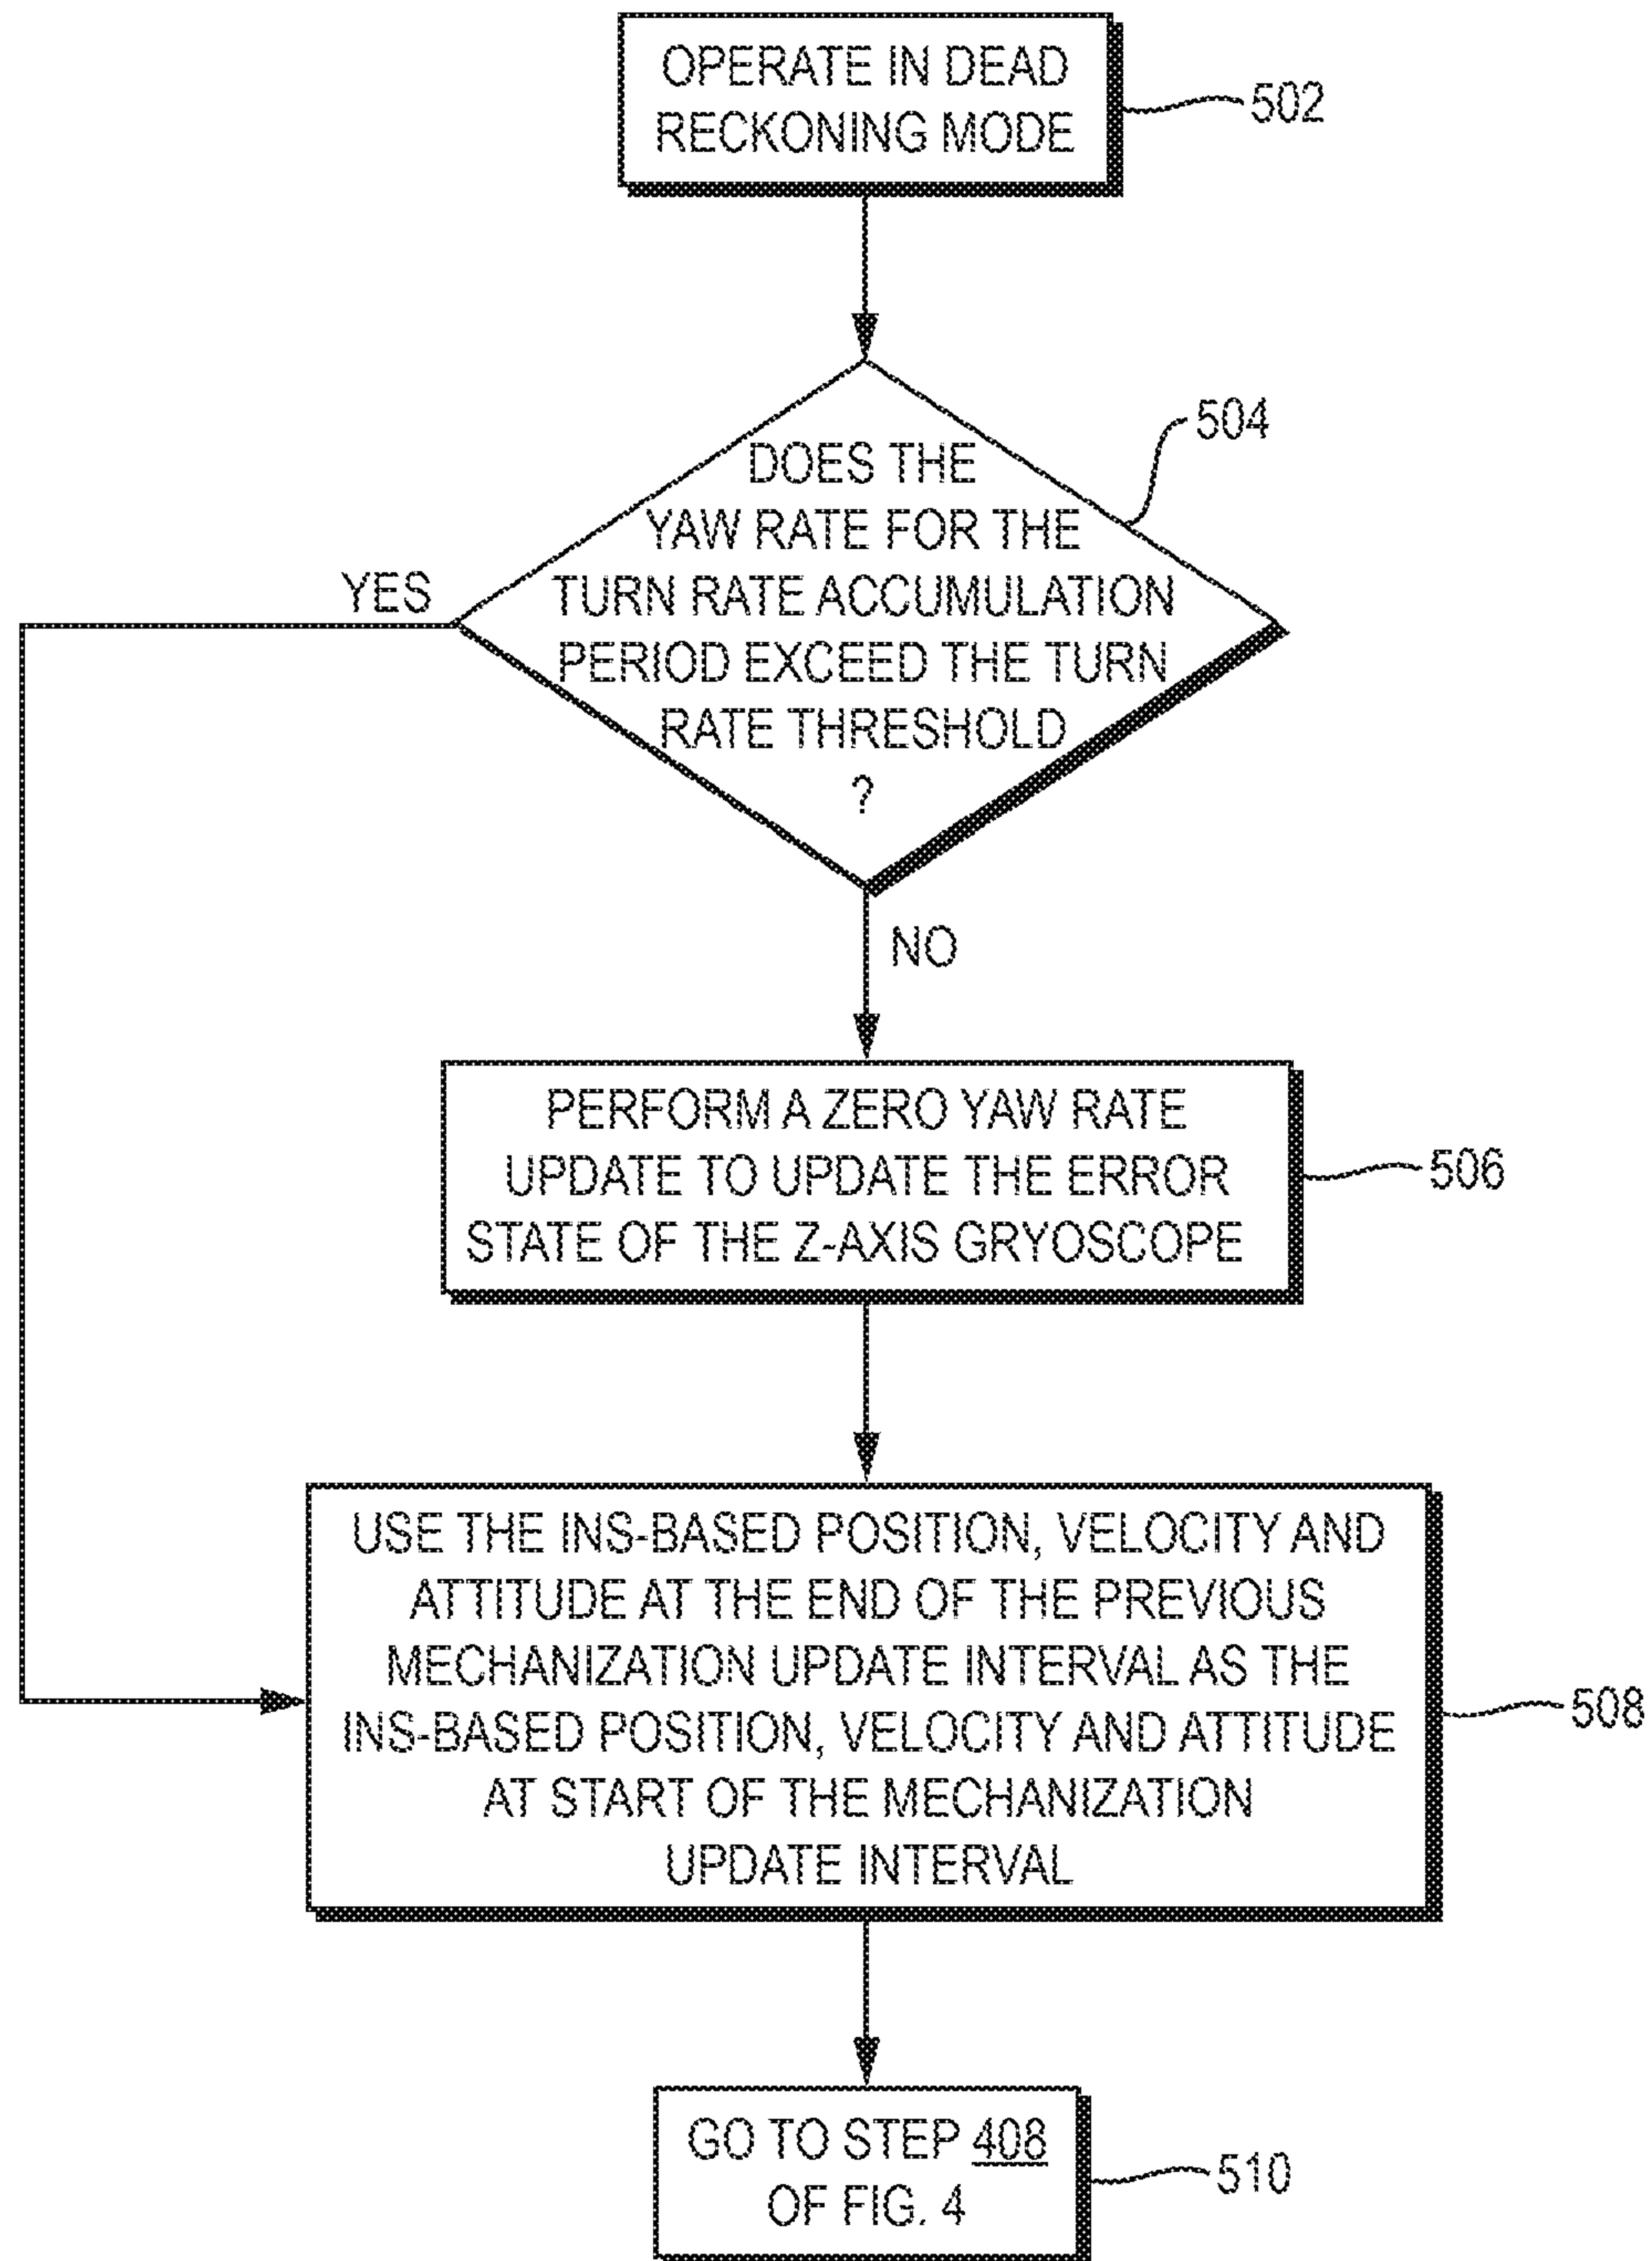 OPERATE IN DEAD
RECKONING MODE
502
504
DOES THE
YAW RATE FOR THE
TURN RATE ACCUMULATION
PERIOD EXCEED THE TURN
RATE THRESHOLD
?
YES
NO
PERFORM A ZERO YAW RATE
UPDATE TO UPDATE THE ERROR
STATE OF THE Z-AXIS GRYOSCOPE
506
USE THE INS-BASED POSITION, VELOCITY AND
ATTITUDE AT THE END OF THE PREVIOUS
MECHANIZATION UPDATE INTERVAL AS THE
INS-BASED POSITION, VELOCITY AND ATTITUDE
AT START OF THE MECHANIZATION
UPDATE INTERVAL
508
GO TO STEP 408
OF FIG. 4
510